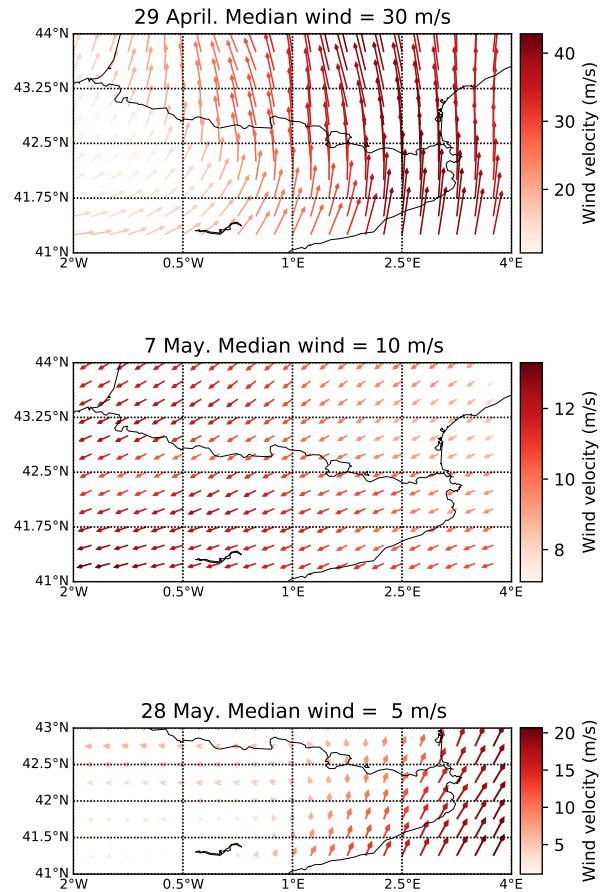 29 April. Median wind = 30 m/s
44°N
43.25°N
42.5°N
41.75°N
41°N
2°W 0.5°W 1°E 2.5°E 4°E
40
30
20
Wind velocity (m/s)
7 May. Median wind = 10 m/s
44°N
43.25°N
42.5°N
41.75°N
41°N
2°W 0.5°W 1°E 2.5°E 4°E
12
10
8
Wind velocity (m/s)
28 May. Median wind =  5 m/s
43°N
42.5°N
42°N
41.5°N
41°N
2°W 0.5°W 1°E 2.5°E 4°E
20
15
10
5
Wind velocity (m/s)